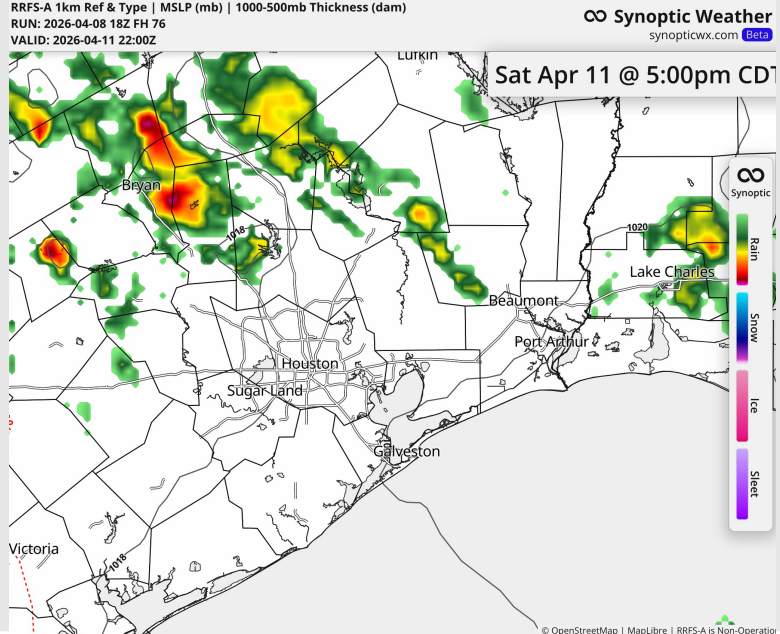 RRFS-A 1km Ref & Type | MSLP (mb) | 1000-500mb Thickness (dam)
RUN: 2026-04-08 18Z FH 76
VALID: 2026-04-11 22:00Z
Synoptic Weather
synopticwx.com Beta
Lufkin
Sat Apr 11 @ 5:00pm CDT
Synoptic
Bryan
Rain
1018
1020
Lake Charles
Beaumont
Snow
Port Arthur
Houston
Sugar Land
Ice
Galveston
Sleet
Victoria
1018
© OpenStreetMap | MapLibre | RRFS-A is Non-Operatio